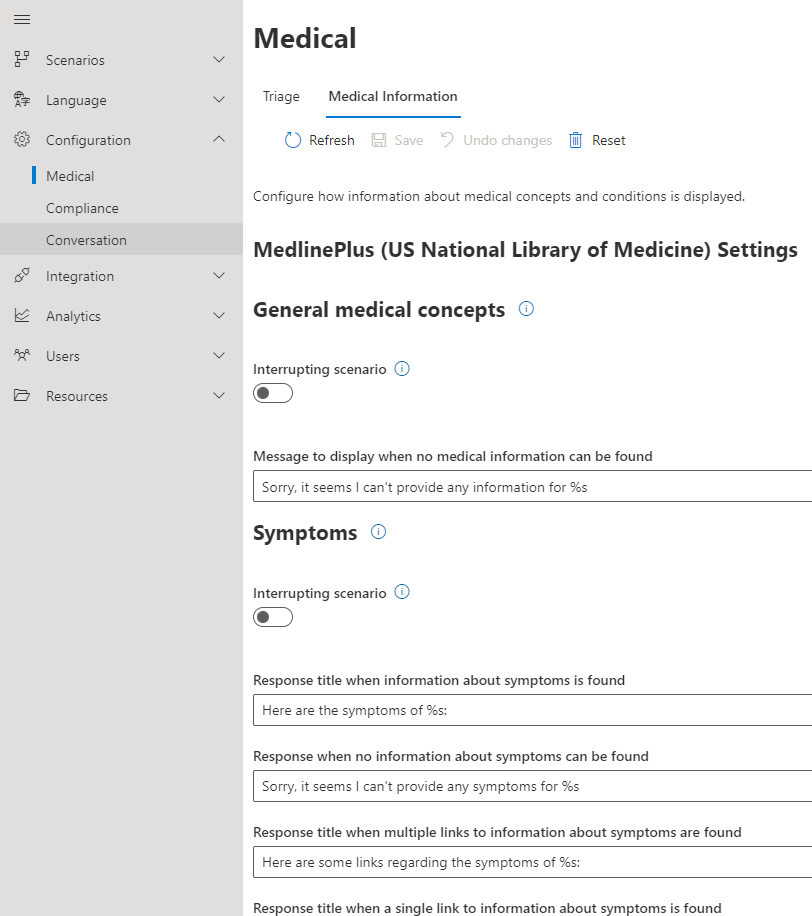 Scenarios
Language
Configuration
Medical
Compliance
Conversation
Integration
Analytics
Users
Resources
Medical
Triage Medical Information
Refresh Save Undo changes Reset
Configure how information about medical concepts and conditions is displayed.
MedlinePlus (US National Library of Medicine) Settings
General medical concepts
Interrupting scenario
Message to display when no medical information can be found
Sorry, it seems I can't provide any information for %s
Symptoms
Interrupting scenario
Response title when information about symptoms is found
Here are the symptoms of %s:
Response when no information about symptoms can be found
Sorry, it seems I can't provide any symptoms for %s
Response title when multiple links to information about symptoms are found
Here are some links regarding the symptoms of %s:
Response title when a single link to information about symptoms is found